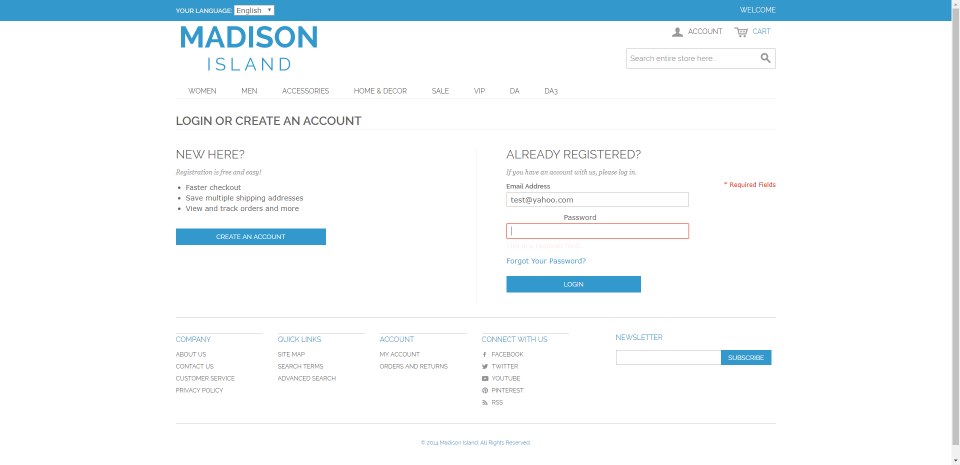 YOUR LANGUAGE: English
WELCOME
MADISON
ISLAND
ACCOUNT CART
Search entire store here...
WOMEN MEN ACCESSORIES HOME & DECOR SALE VIP DA DA3
LOGIN OR CREATE AN ACCOUNT
NEW HERE?
Registration is free and easy!
Faster checkout
Save multiple shipping addresses
View and track orders and more
CREATE AN ACCOUNT
ALREADY REGISTERED?
If you have an account with us, please log in.
* Required Fields
Email Address
test@yahoo.com
Password
This is a required field.
Forgot Your Password?
LOGIN
COMPANY
ABOUT US
CONTACT US
CUSTOMER SERVICE
PRIVACY POLICY
QUICK LINKS
SITE MAP
SEARCH TERMS
ADVANCED SEARCH
ACCOUNT
MY ACCOUNT
ORDERS AND RETURNS
CONNECT WITH US
FACEBOOK
TWITTER
YOUTUBE
PINTEREST
RSS
NEWSLETTER
SUBSCRIBE
© 2014 Madison Island. All Rights Reserved.